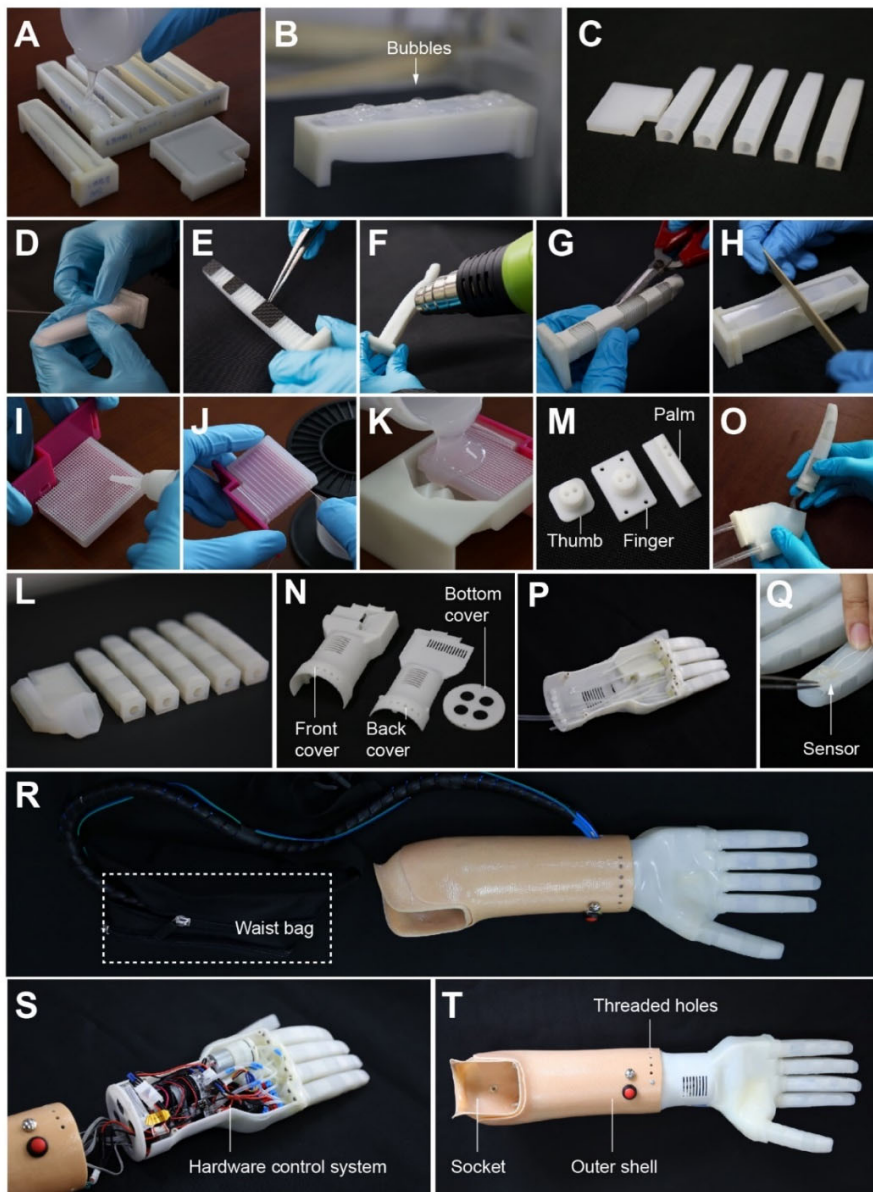 A
B
Bubbles
C
D
E
F
G
H
I
J
K
M
Palm
Thumb
Finger
O
L
N
Bottom
cover
Front
cover
Back
cover
P
Q
Sensor
R
Waist bag
S
Hardware control system
T
Threaded holes
Socket
Outer shell